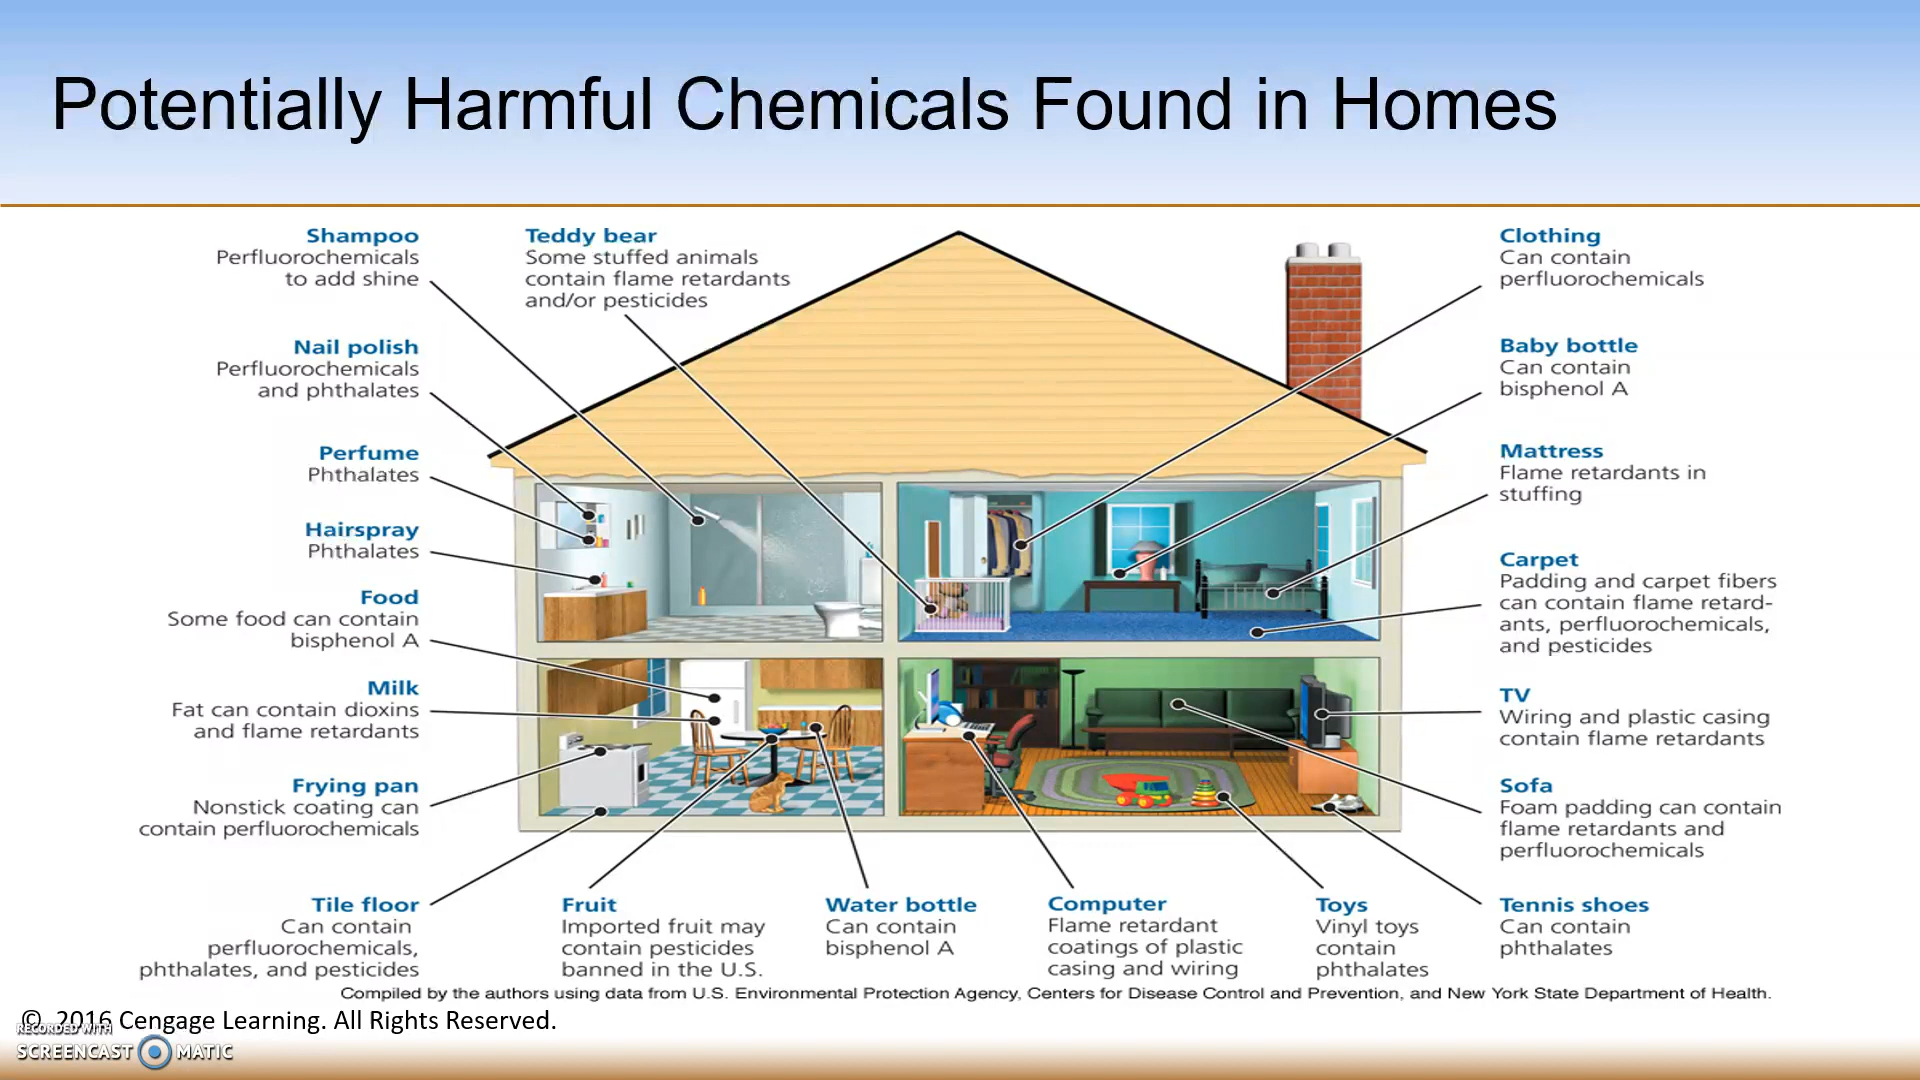 Potentially Harmful Chemicals Found in Homes
Shampoo
Perfluorochemicals
to add shine
Nail polish
Perfluorochemicals
and phthalates
Perfume
Phthalates
Hairspray
Phthalates
Food
Some food can contain
bisphenol A
Milk
Fat can contain dioxins
and flame retardants
Frying pan
Nonstick coating can
contain perfluorochemicals
Tile floor
Can contain
perfluorochemicals,
phthalates, and pesticides
Teddy bear
Some stuffed animals
contain flame retardants
and/or pesticides
Fruit
Imported fruit may
contain pesticides
banned in the U.S.
Water bottle
Can contain
bisphenol A
Computer
Flame retardant
coatings of plastic
casing and wiring
Toys
Vinyl toys
contain
phthalates
Clothing
Can contain
perfluorochemicals
Baby bottle
Can contain
bisphenol A
Mattress
Flame retardants in
stuffing
Carpet
Padding and carpet fibers
can contain flame retard-
ants, perfluorochemicals,
and pesticides
TV
Wiring and plastic casing
contain flame retardants
Sofa
Foam padding can contain
flame retardants and
perfluorochemicals
Tennis shoes
Can contain
phthalates
Compiled by the authors using data from U.S. Environmental Protection Agency, Centers for Disease Control and Prevention, and New York State Department of Health.
© 2016 Cengage Learning. All Rights Reserved.
RECORDED WITH
SCREENCAST MATIC